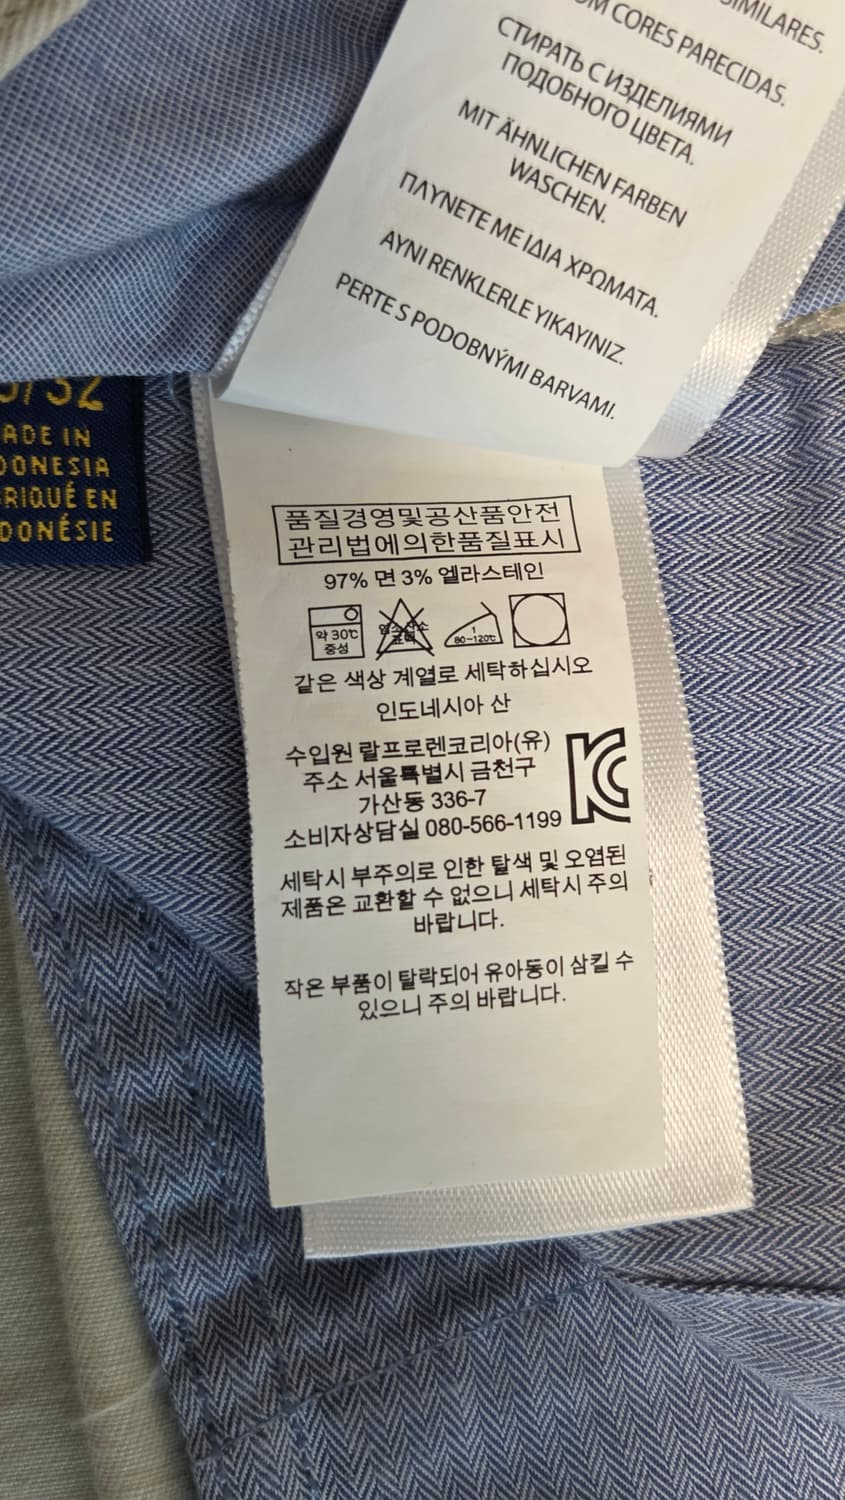 SIMILARES.
COM CORES PARECIDAS.
СТИРАТЬ С ИЗДЕЛИЯМИ
ПОДОБНОГО ЦВЕТА.
MIT ÄHNLICHEN FARBEN
WASCHEN.
ΠΛΥΝΕΤΕ ΜΕ ΙΔΙΑ ΧΡΩΜΑΤΑ.
AYNI RENKLERLE YIKAYINIZ.
PERTE S PODOBNÝMI BARVAMI.
/32
ADE IN
DONESIA
RIQUÉ EN
DONÉSIE
품질경영및공산품안전
관리법에의한품질표시
97% 면 3% 엘라스테인
약 30℃
중성
1
80~120℃
같은 색상 계열로 세탁하십시오
인도네시아 산
수입원 랄프로렌코리아(유)
주소 서울특별시 금천구
가산동 336-7
소비자상담실 080-566-1199
세탁시 부주의로 인한 탈색 및 오염된
제품은 교환할 수 없으니 세탁시 주의
바랍니다.
작은 부품이 탈락되어 유아동이 삼킬 수
있으니 주의 바랍니다.